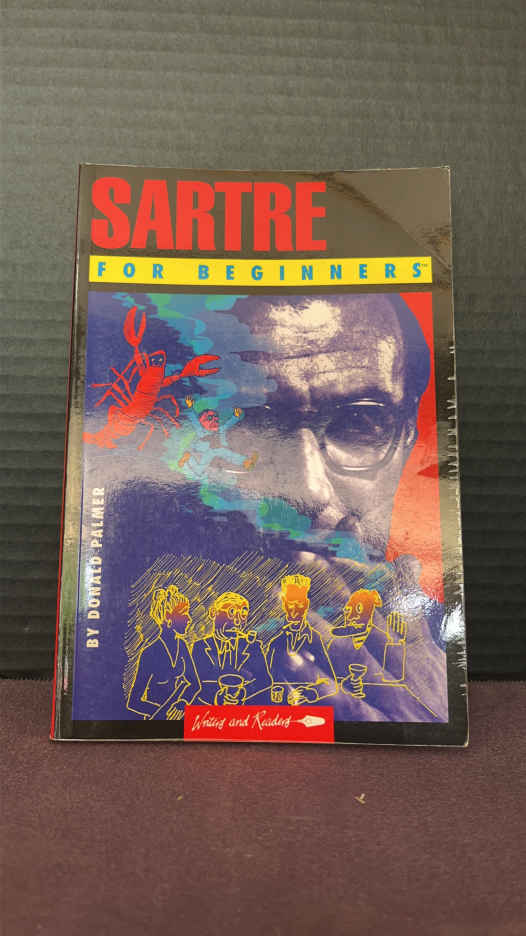 SARTRE
FOR BEGINNERS™
BY DONALD PALMER
Writers and Readers